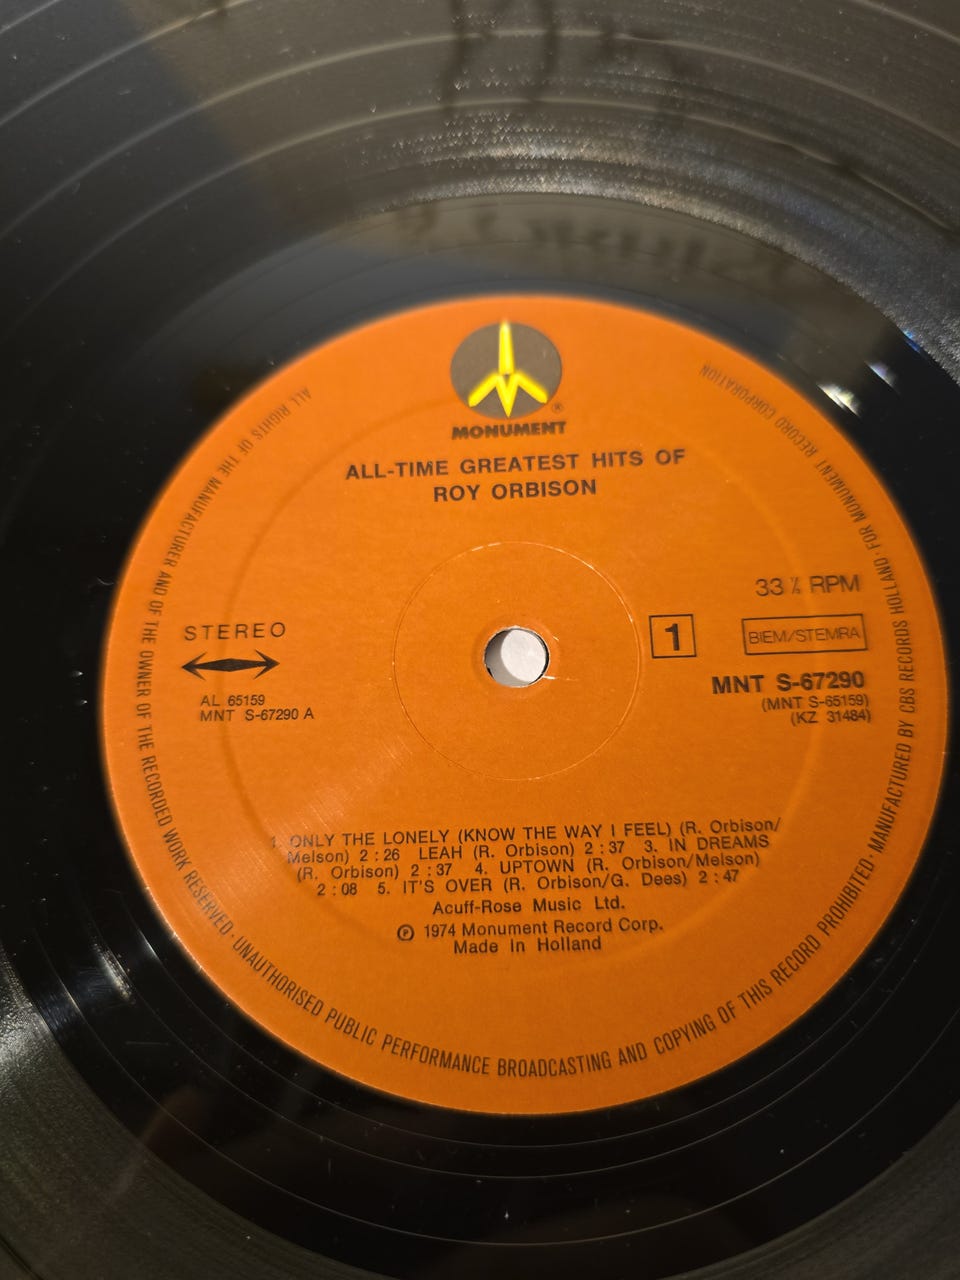 MONUMENT
®
ALL-TIME GREATEST HITS OF
ROY ORBISON
33 ⅓ RPM
STEREO
1
BIEM/STEMRA
MNT S-67290
(MNT S-65159)
(KZ 31484)
AL 65159
MNT S-67290 A
1. ONLY THE LONELY (KNOW THE WAY I FEEL) (R. Orbison/
Melson) 2 : 26 LEAH (R. Orbison) 2 : 37 3. IN DREAMS
(R. Orbison) 2 : 37 4. UPTOWN (R. Orbison/Melson)
2 : 08 5. IT'S OVER (R. Orbison/G. Dees) 2 : 47
Acuff-Rose Music Ltd.
℗ 1974 Monument Record Corp.
Made in Holland
ALL RIGHTS OF THE MANUFACTURER AND OF THE OWNER OF THE RECORDED WORK RESERVED · UNAUTHORISED PUBLIC PERFORMANCE BROADCASTING AND COPYING OF THIS RECORD PROHIBITED · MANUFACTURED BY CBS RECORDS HOLLAND · FOR MONUMENT RECORD CORPORATION